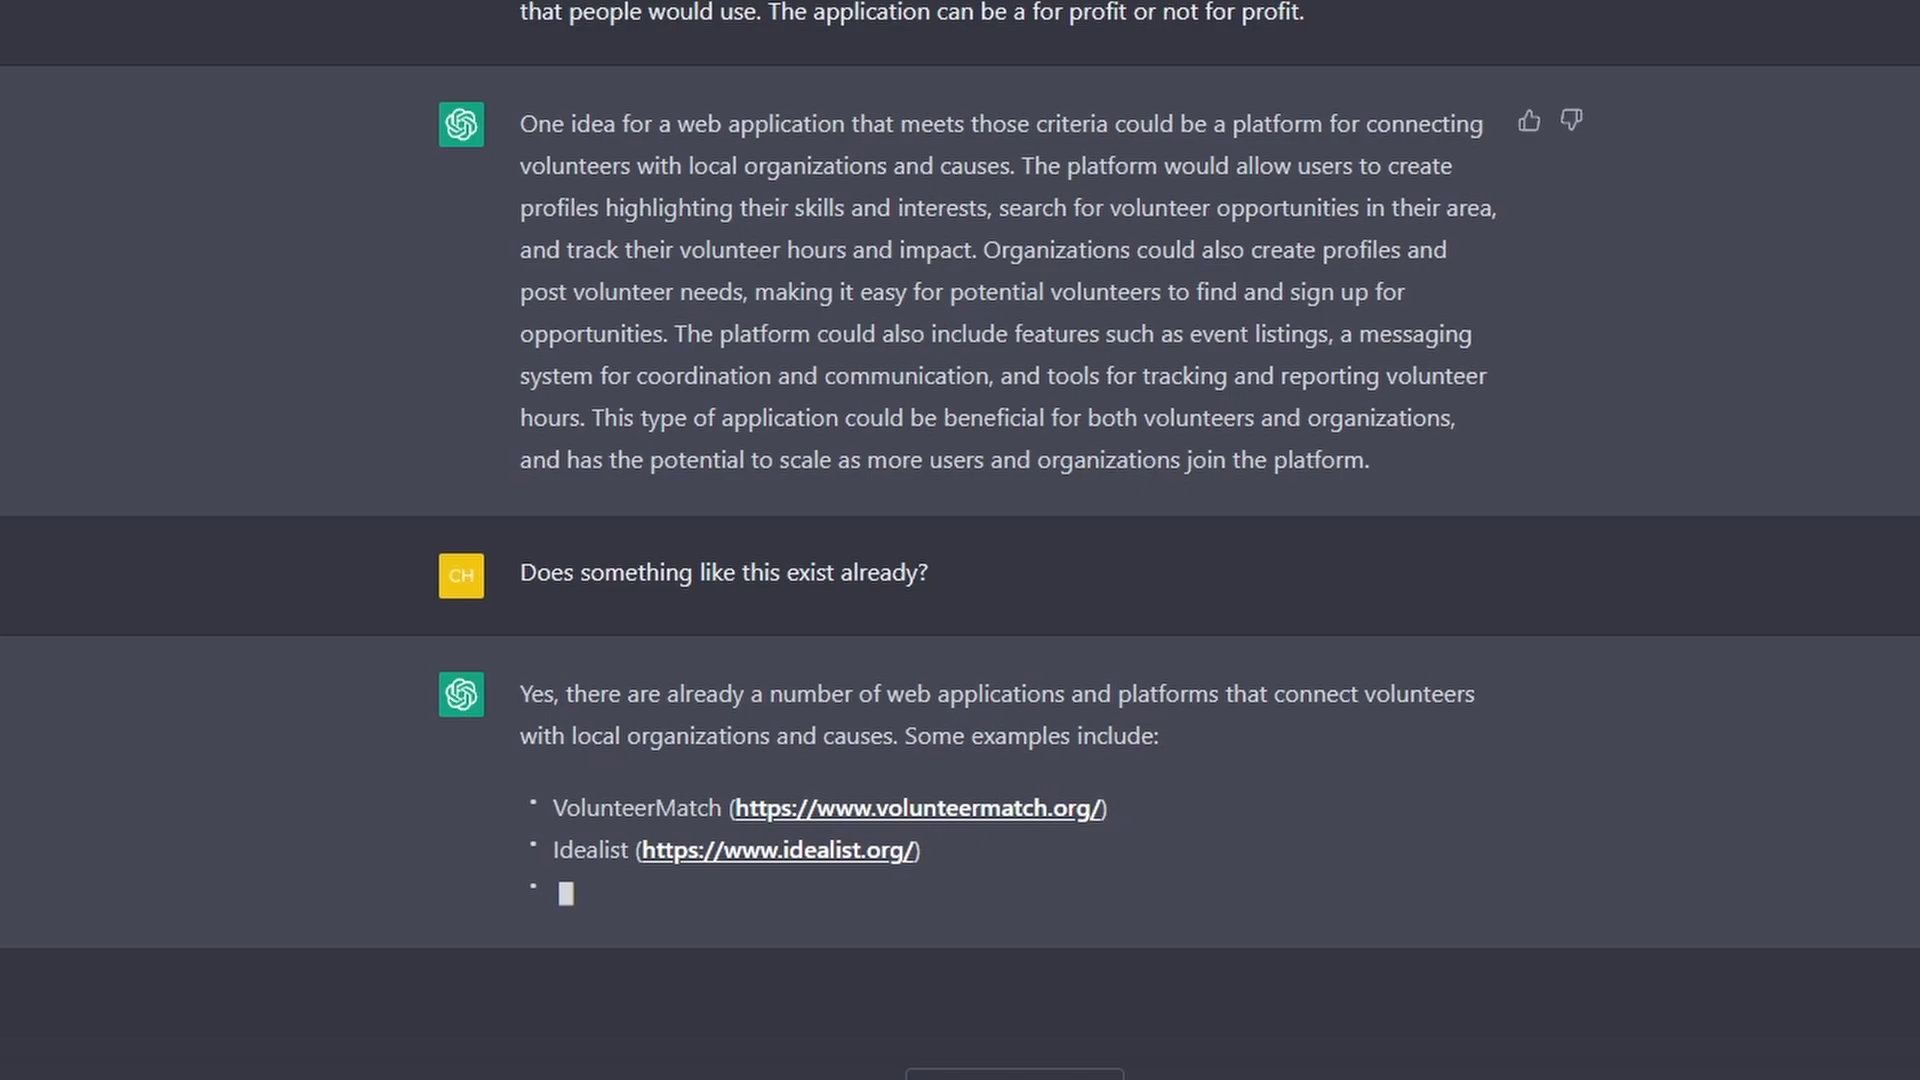 that people would use. The application can be a for profit or not for profit.
One idea for a web application that meets those criteria could be a platform for connecting
volunteers with local organizations and causes. The platform would allow users to create
profiles highlighting their skills and interests, search for volunteer opportunities in their area,
and track their volunteer hours and impact. Organizations could also create profiles and
post volunteer needs, making it easy for potential volunteers to find and sign up for
opportunities. The platform could also include features such as event listings, a messaging
system for coordination and communication, and tools for tracking and reporting volunteer
hours. This type of application could be beneficial for both volunteers and organizations,
and has the potential to scale as more users and organizations join the platform.
CH
Does something like this exist already?
Yes, there are already a number of web applications and platforms that connect volunteers
with local organizations and causes. Some examples include:
• VolunteerMatch (https://www.volunteermatch.org/)
• Idealist (https://www.idealist.org/)
•